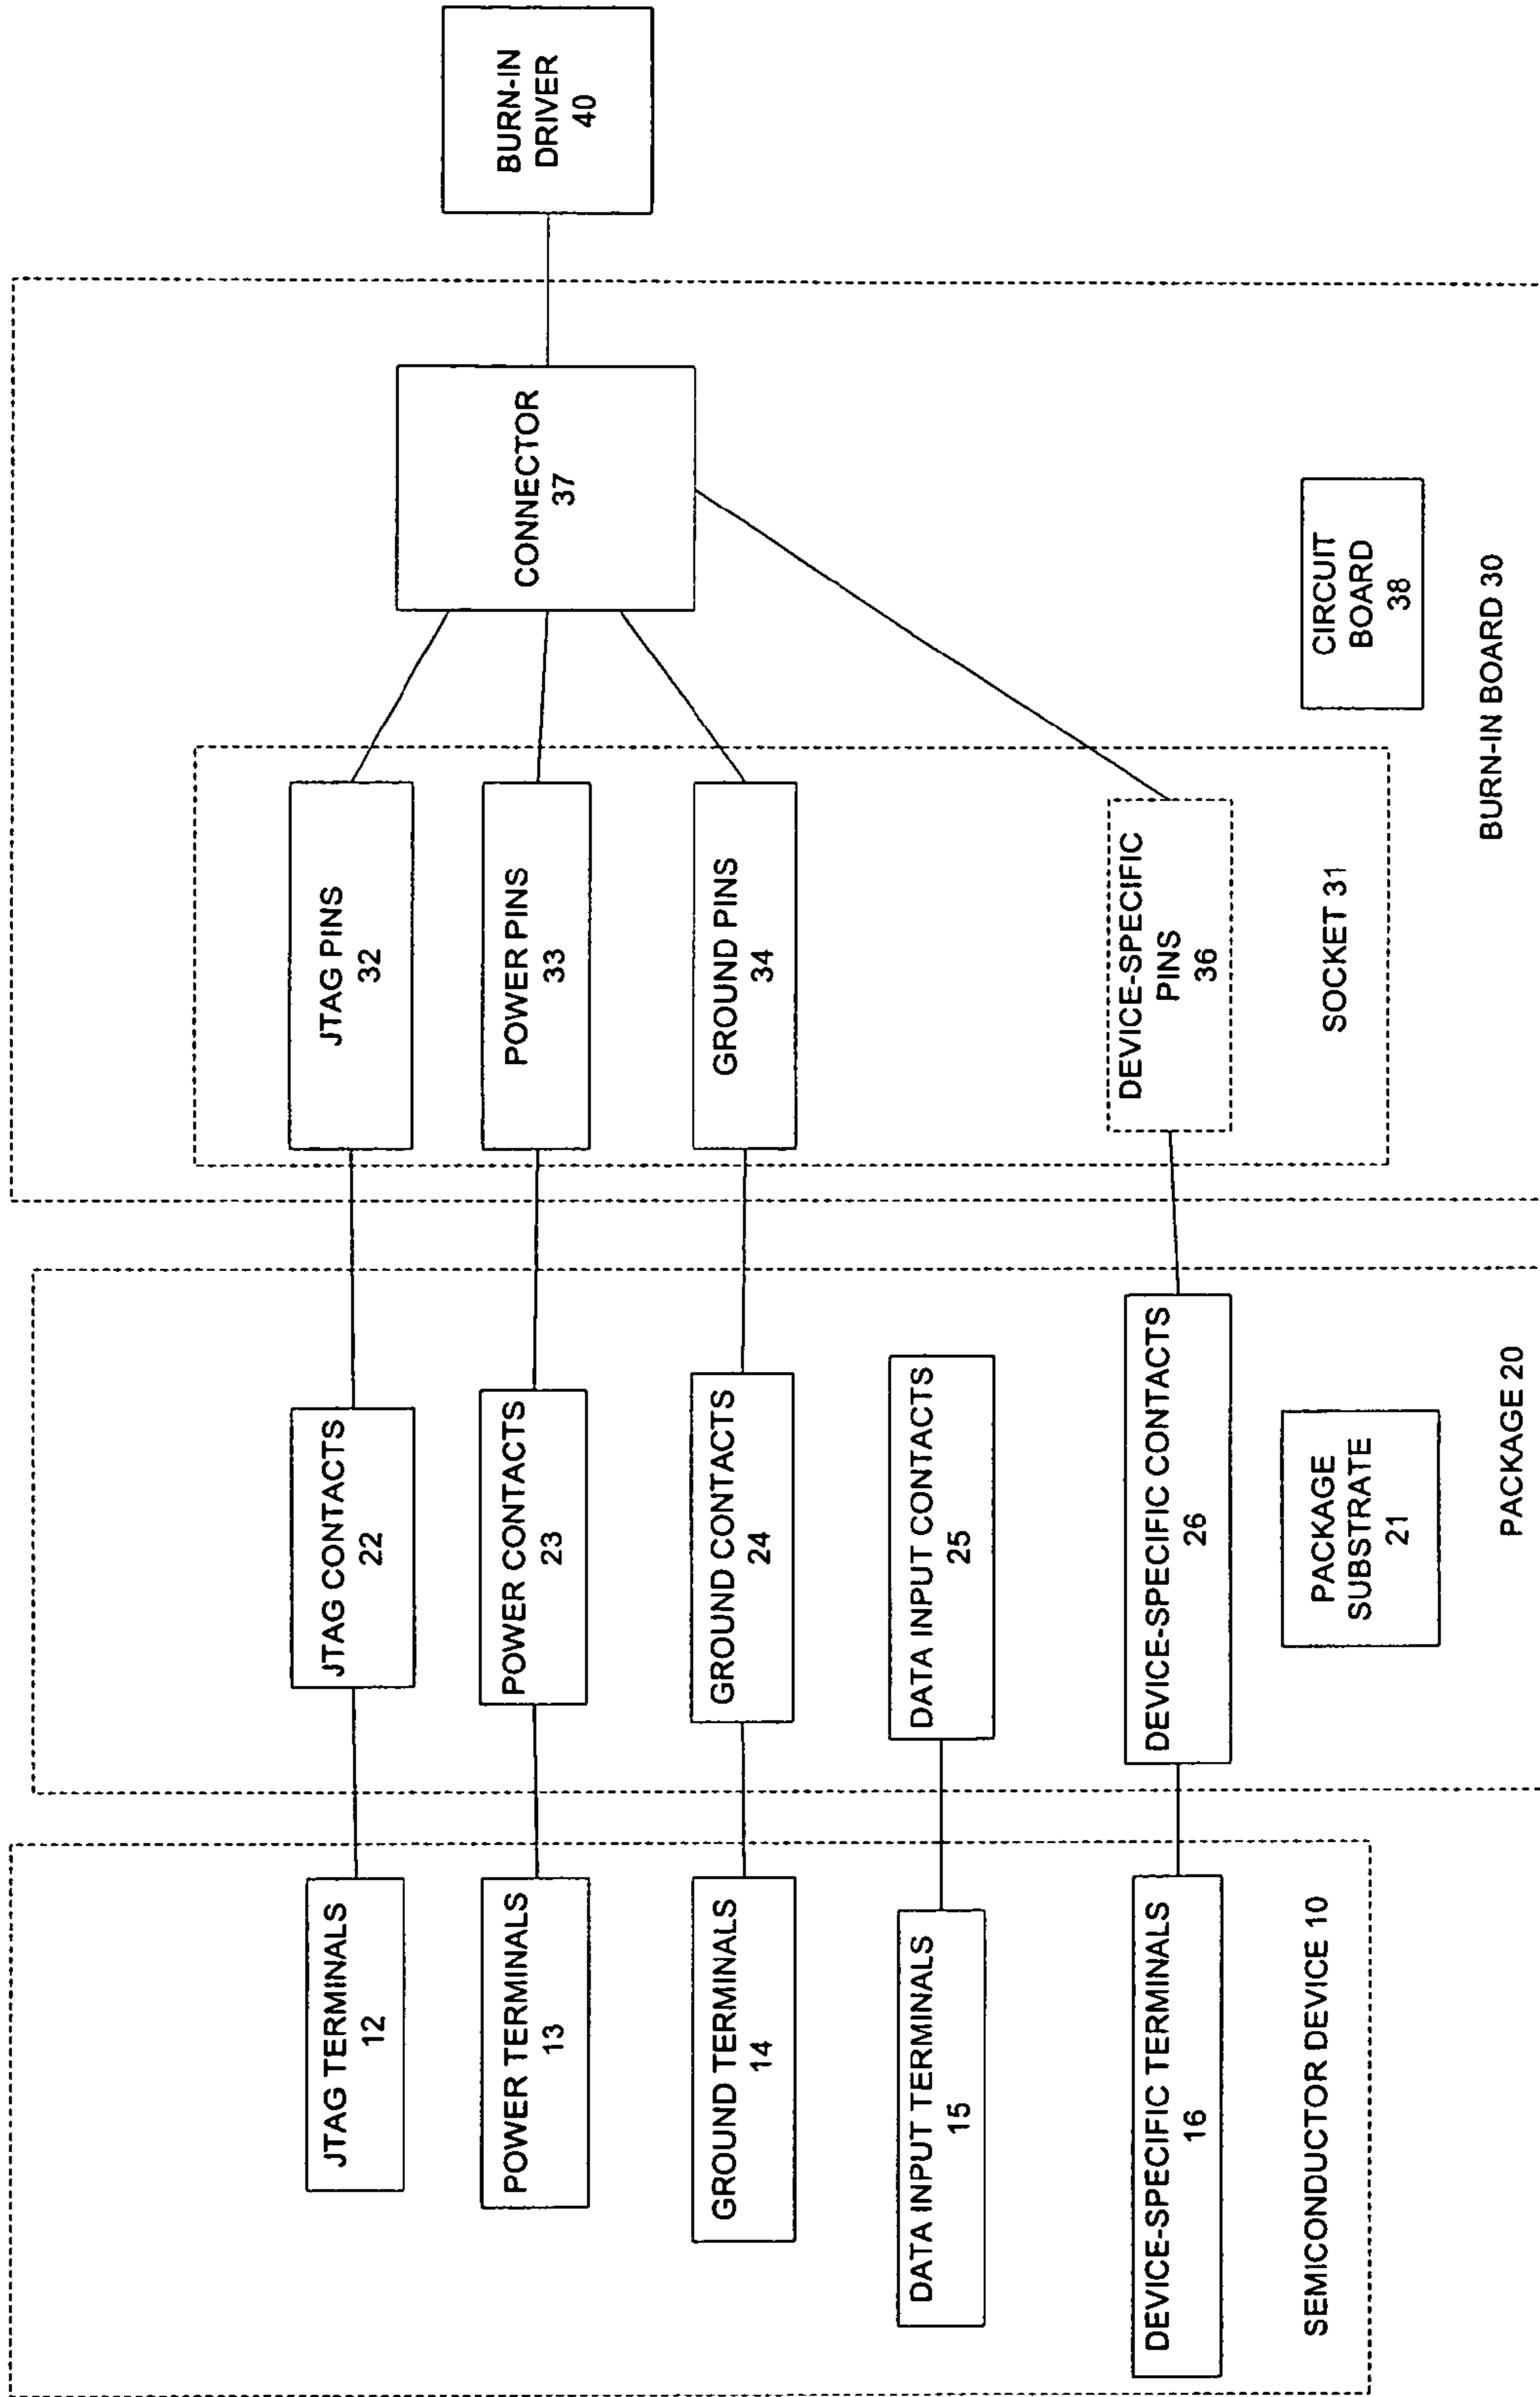 JTAG TERMINALS
12
POWER TERMINALS
13
GROUND TERMINALS
14
DATA INPUT TERMINALS
15
DEVICE-SPECIFIC TERMINALS
16
SEMICONDUCTOR DEVICE 10
JTAG CONTACTS
22
POWER CONTACTS
23
GROUND CONTACTS
24
DATA INPUT CONTACTS
25
DEVICE-SPECIFIC CONTACTS
26
PACKAGE
SUBSTRATE
21
PACKAGE 20
JTAG PINS
32
POWER PINS
33
GROUND PINS
34
DEVICE-SPECIFIC
PINS
36
SOCKET 31
CONNECTOR
37
CIRCUIT
BOARD
38
BURN-IN BOARD 30
BURN-IN
DRIVER
40